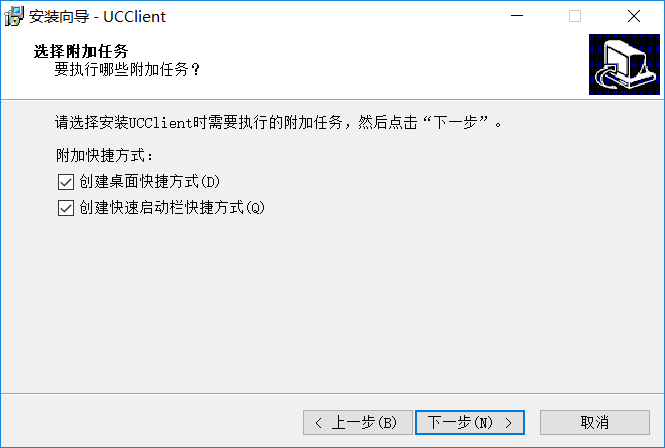 安装向导 - UCClient
选择附加任务
要执行哪些附加任务？
请选择安装UCClient时需要执行的附加任务，然后点击“下一步”。
附加快捷方式：
创建桌面快捷方式(D)
创建快速启动栏快捷方式(Q)
< 上一步(B)
下一步(N) >
取消